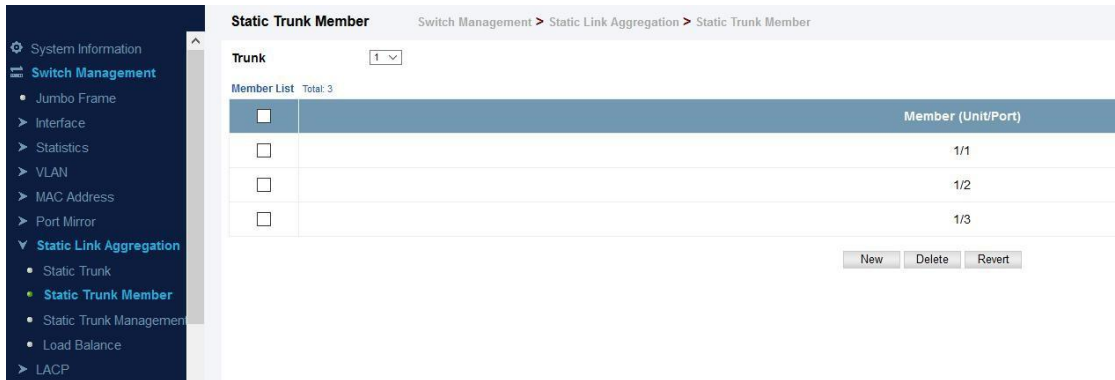 Static Trunk Member
Switch Management > Static Link Aggregation > Static Trunk Member
System Information
Switch Management
Jumbo Frame
Interface
Statistics
VLAN
MAC Address
Port Mirror
Static Link Aggregation
Static Trunk
Static Trunk Member
Static Trunk Management
Load Balance
LACP
Trunk 1
Member List Total: 3
Member (Unit/Port)
1/1
1/2
1/3
New Delete Revert